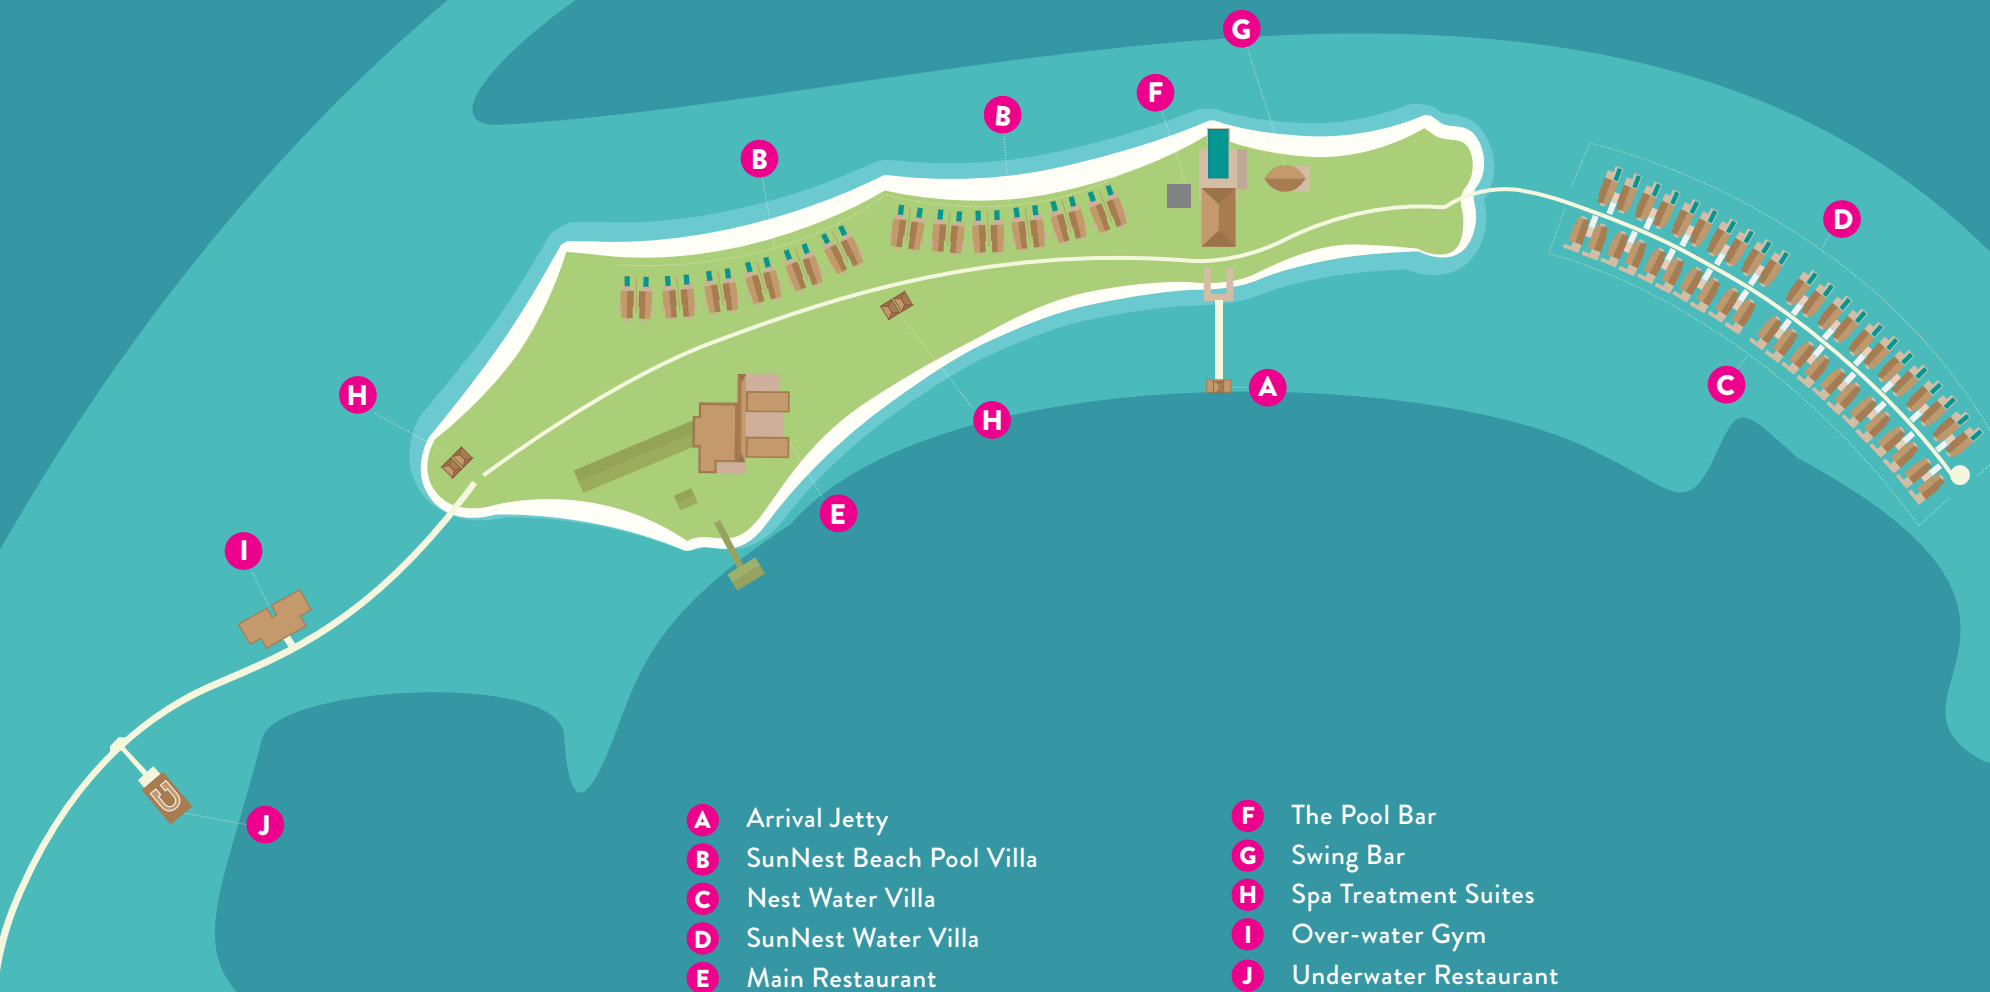 G
F
B
B
D
C
A
H
H
E
I
J
A Arrival Jetty
B SunNest Beach Pool Villa
C Nest Water Villa
D SunNest Water Villa
E Main Restaurant
F The Pool Bar
G Swing Bar
H Spa Treatment Suites
I Over-water Gym
J Underwater Restaurant